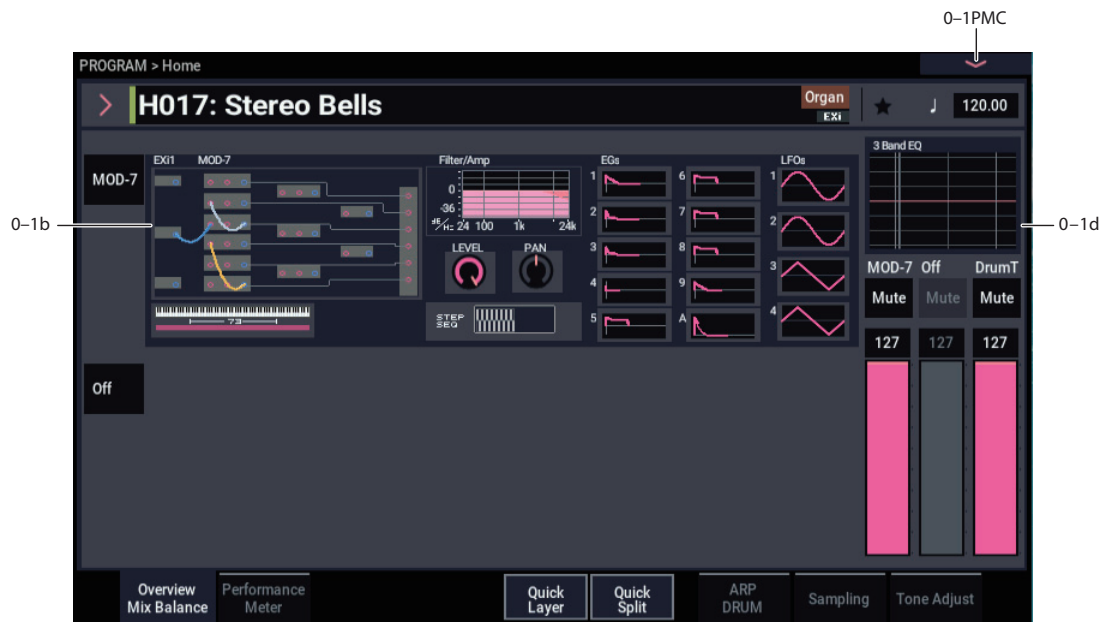 0–1PMC
PROGRAM > Home
H017: Stereo Bells
Organ
EXi
♩ 120.00
MOD-7
EXi1 MOD-7
Filter/Amp
EGs
LFOs
3 Band EQ
0
-36
dB/Hz 24 100 1k 24k
LEVEL PAN
STEP
SEQ
73
1
2
3
4
5
6
7
8
9
A
1
2
3
4
0–1b
0–1d
MOD-7 Off DrumT
Mute Mute Mute
127 127 127
Off
Overview
Mix Balance
Performance
Meter
Quick
Layer
Quick
Split
ARP
DRUM
Sampling
Tone Adjust